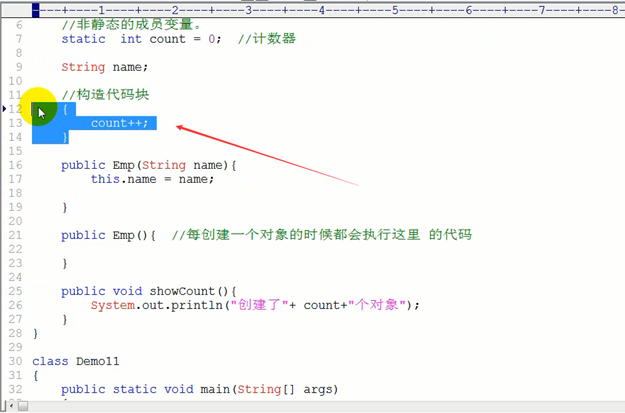 ----+----1----+----2----+----3----+----4----+----5----+----6----+----7----+----8-
6 //非静态的成员变量。
7 static int count = 0; //计数器
8
9 String name;
10
11 //构造代码块
12 {
13 count++;
14 }
15
16 public Emp(String name){
17 this.name = name;
18
19 }
20
21 public Emp(){ //每创建一个对象的时候都会执行这里 的代码
22
23 }
24
25 public void showCount(){
26 System.out.println("创建了"+ count+"个对象");
27 }
28 }
29
30 class Demo11
31 {
32 public static void main(String[] args)